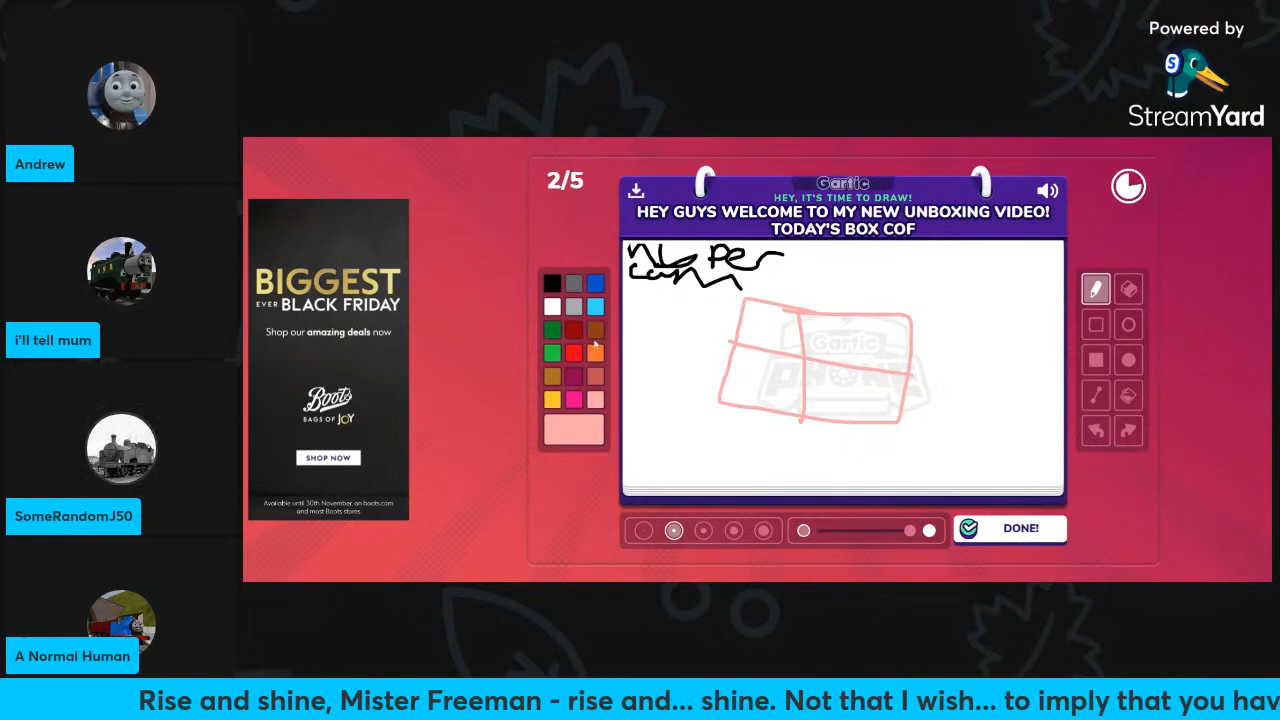 Powered by
StreamYard
Andrew
i'll tell mum
SomeRandomJ50
A Normal Human
BIGGEST
EVER BLACK FRIDAY
Shop our amazing deals now
Boots
BAGS OF JOY
SHOP NOW
Available until 30th November, on boots.com
and most Boots stores
2/5
Gartic
HEY, IT'S TIME TO DRAW!
HEY GUYS WELCOME TO MY NEW UNBOXING VIDEO!
TODAY'S BOX COF
Gartic
PHONE
DONE!
Rise and shine, Mister Freeman - rise and... shine. Not that I wish... to imply that you hav